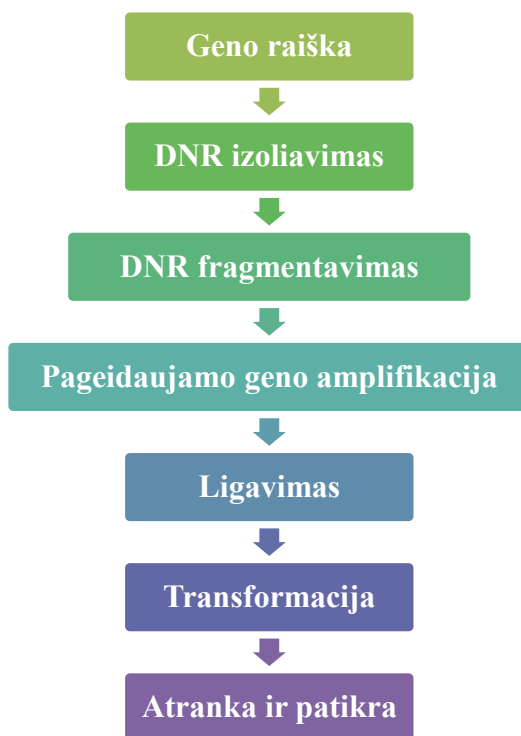 Geno raiška
DNR izoliavimas
DNR fragmentavimas
Pageidaujamo geno amplifikacija
Ligavimas
Transformacija
Atranka ir patikra